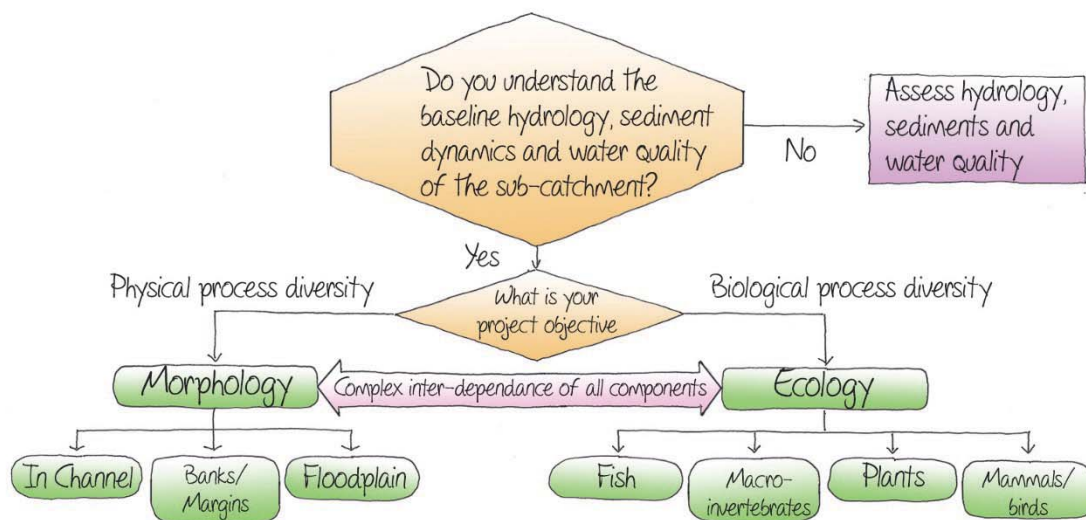 Do you understand the
baseline hydrology, sediment
dynamics and water quality
of the sub-catchment?
No
Assess hydrology,
sediments and
water quality
Yes
What is your
project objective
Physical process diversity
Biological process diversity
Morphology
Complex inter-dependance of all components
Ecology
In Channel
Banks/
Margins
Floodplain
Fish
Macro-
invertebrates
Plants
Mammals/
birds